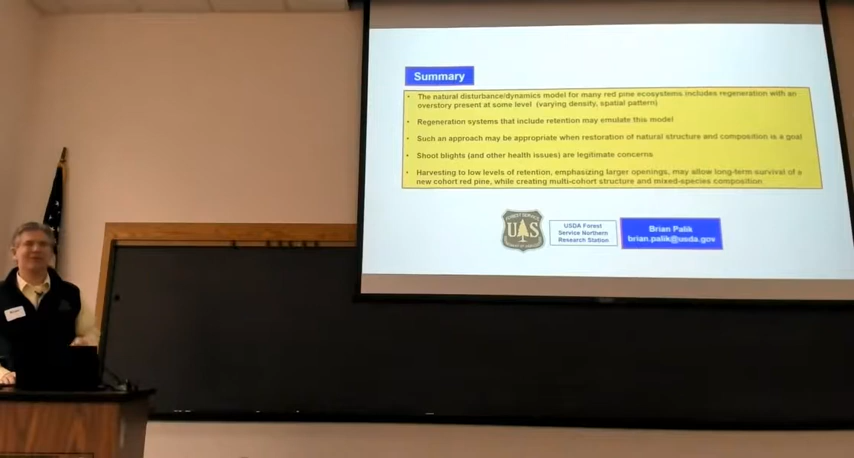 Summary
• The natural disturbance/dynamics model for many red pine ecosystems includes regeneration with an
overstory present at some level (varying density, spatial pattern)
• Regeneration systems that include retention may emulate this model
• Such an approach may be appropriate when restoration of natural structure and composition is a goal
• Shoot blights (and other health issues) are legitimate concerns
• Harvesting to low levels of retention, emphasizing larger openings, may allow long-term survival of a
new cohort red pine, while creating multi-cohort structure and mixed-species composition
FOREST SERVICE
U S
DEPARTMENT OF AGRICULTURE
USDA Forest
Service Northern
Research Station
Brian Palik
brian.palik@usda.gov